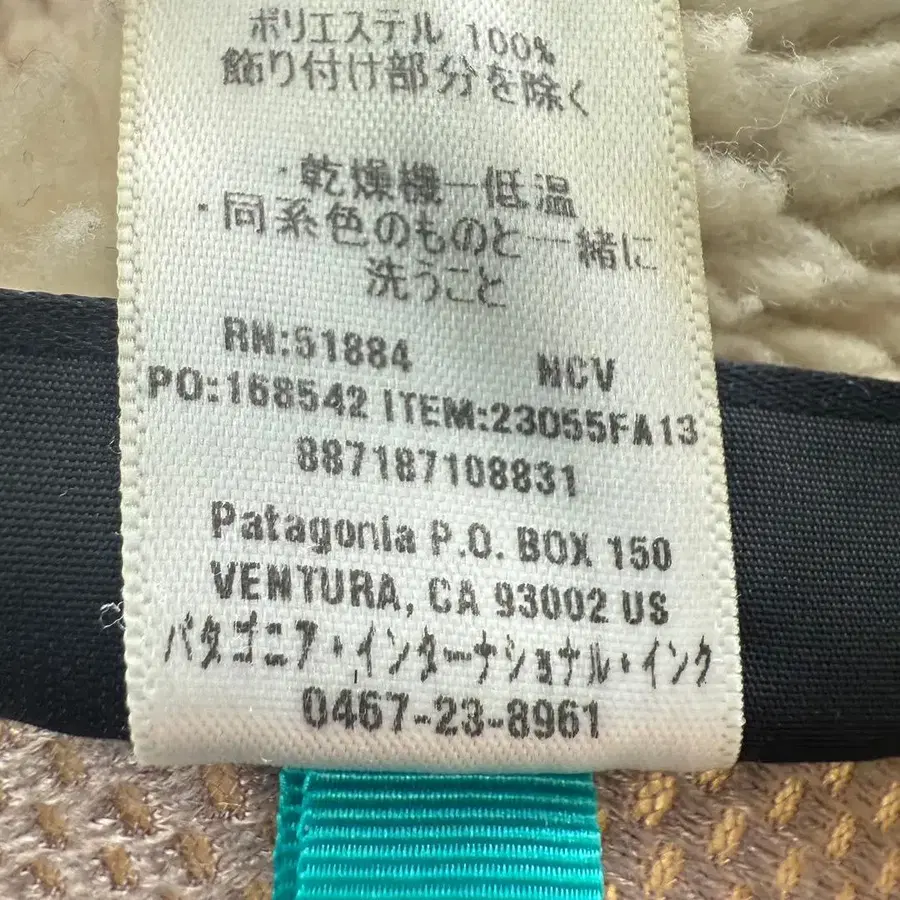 ポリエステル 100%
飾り付け部分を除く
・乾燥機一低温
・同系色のものと一緒に
洗うこと
RN:51884 NCV
PO:168542 ITEM:23055FA13
887187108831
Patagonia P.O. BOX 150
VENTURA, CA 93002 US
パタゴニア・インターナショナル・インク
0467-23-8961